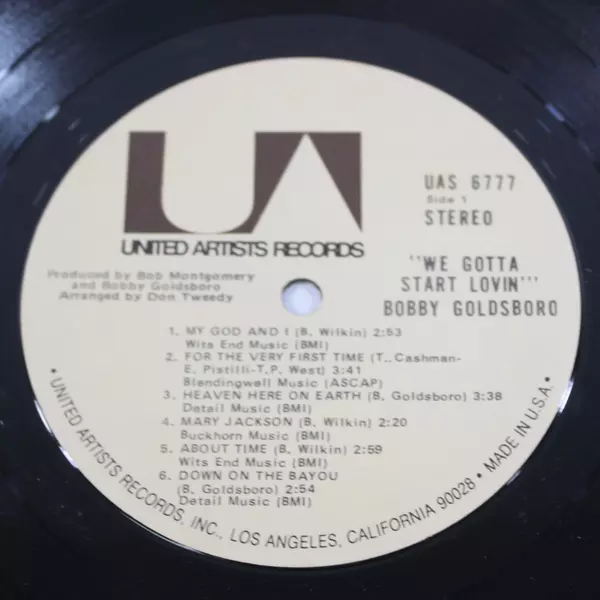 UA
UNITED ARTISTS RECORDS
UAS 6777
Side 1
STEREO
Produced by Bob Montgomery
and Bobby Goldsboro
Arranged by Don Tweedy
"WE GOTTA
START LOVIN'"
BOBBY GOLDSBORO
1. MY GOD AND I (B. Wilkin) 2:53
Wits End Music (BMI)
2. FOR THE VERY FIRST TIME (T. Cashman-
E. Pistilli-T.P. West) 3:41
Blendingwell Music (ASCAP)
3. HEAVEN HERE ON EARTH (B. Goldsboro) 3:38
Detail Music (BMI)
4. MARY JACKSON (B. Wilkin) 2:20
Buckhorn Music (BMI)
5. ABOUT TIME (B. Wilkin) 2:59
Wits End Music (BMI)
6. DOWN ON THE BAYOU
(B. Goldsboro) 2:54
Detail Music (BMI)
• UNITED ARTISTS RECORDS, INC., LOS ANGELES, CALIFORNIA 90028 • MADE IN U.S.A. •